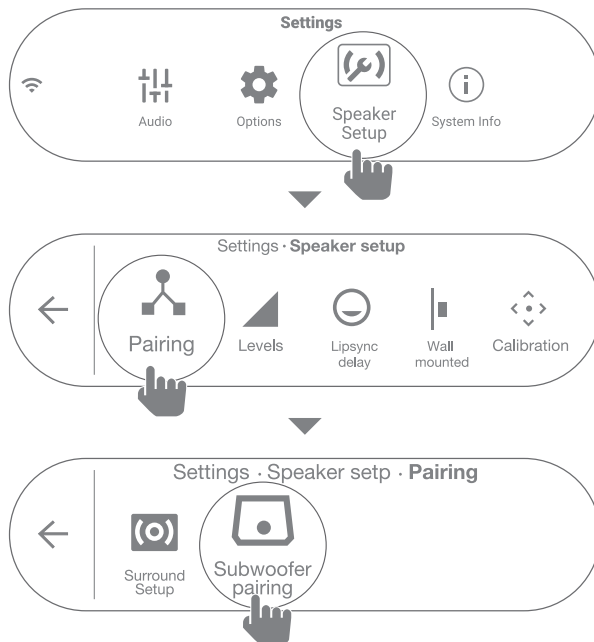 Settings
Audio
Options
Speaker
Setup
System Info
Settings · Speaker setup
Pairing
Levels
Lipsync
delay
Wall
mounted
Calibration
Settings · Speaker setp · Pairing
Surround
Setup
Subwoofer
pairing